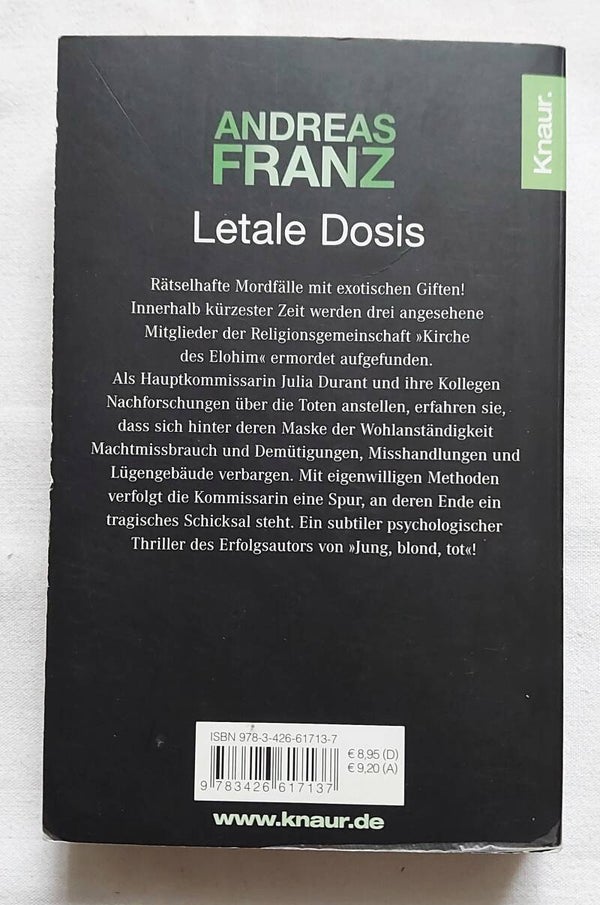 Knaur.
ANDREAS
FRANZ
Letale Dosis
Rätselhafte Mordfälle mit exotischen Giften!
Innerhalb kürzester Zeit werden drei angesehene
Mitglieder der Religionsgemeinschaft »Kirche
des Elohim« ermordet aufgefunden.
Als Hauptkommissarin Julia Durant und ihre Kollegen
Nachforschungen über die Toten anstellen, erfahren sie,
dass sich hinter deren Maske der Wohlanständigkeit
Machtmissbrauch und Demütigungen, Misshandlungen und
Lügengebäude verbargen. Mit eigenwilligen Methoden
verfolgt die Kommissarin eine Spur, an deren Ende ein
tragisches Schicksal steht. Ein subtiler psychologischer
Thriller des Erfolgsautors von »Jung, blond, tot«!
ISBN 978-3-426-61713-7
€ 8,95 (D)
€ 9,20 (A)
9 783426 617137
www.knaur.de